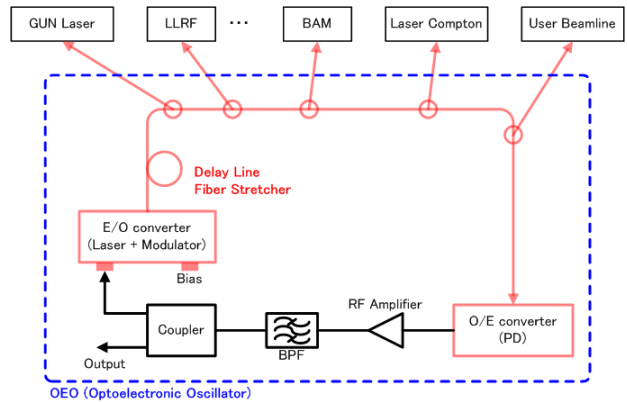 GUN Laser
LLRF
...
BAM
Laser Compton
User Beamline
Delay Line
Fiber Stretcher
E/O converter
(Laser + Modulator)
Bias
RF Amplifier
Coupler
BPF
O/E converter
(PD)
Output
OEO (Optoelectronic Oscillator)